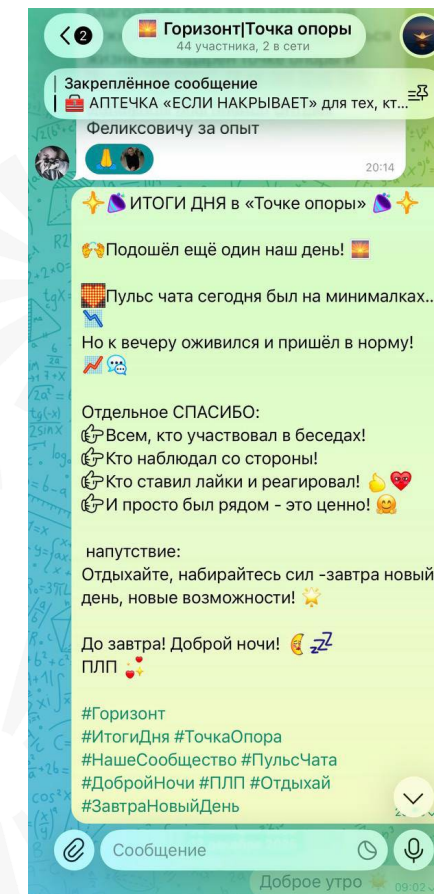 2
Горизонт|Точка опоры
44 участника, 2 в сети
Закреплённое сообщение
АПТЕЧКА «ЕСЛИ НАКРЫВАЕТ» для тех, кт...
Феликсовичу за опыт
20:14
ИТОГИ ДНЯ в «Точке опоры»
Подошёл ещё один наш день!
Пульс чата сегодня был на минималках..
Но к вечеру оживился и пришёл в норму!
Отдельное СПАСИБО:
Всем, кто участвовал в беседах!
Кто наблюдал со стороны!
Кто ставил лайки и реагировал!
И просто был рядом - это ценно!
напутствие:
Отдыхайте, набирайтесь сил -завтра новый
день, новые возможности!
До завтра! Доброй ночи!
ПЛП
#Горизонт
#ИтогиДня #ТочкаОпора
#НашеСообщество #ПульсЧата
#ДобройНочи #ПЛП #Отдыхай
#ЗавтраНовыйДень
Сообщение
Доброе утро
09:02